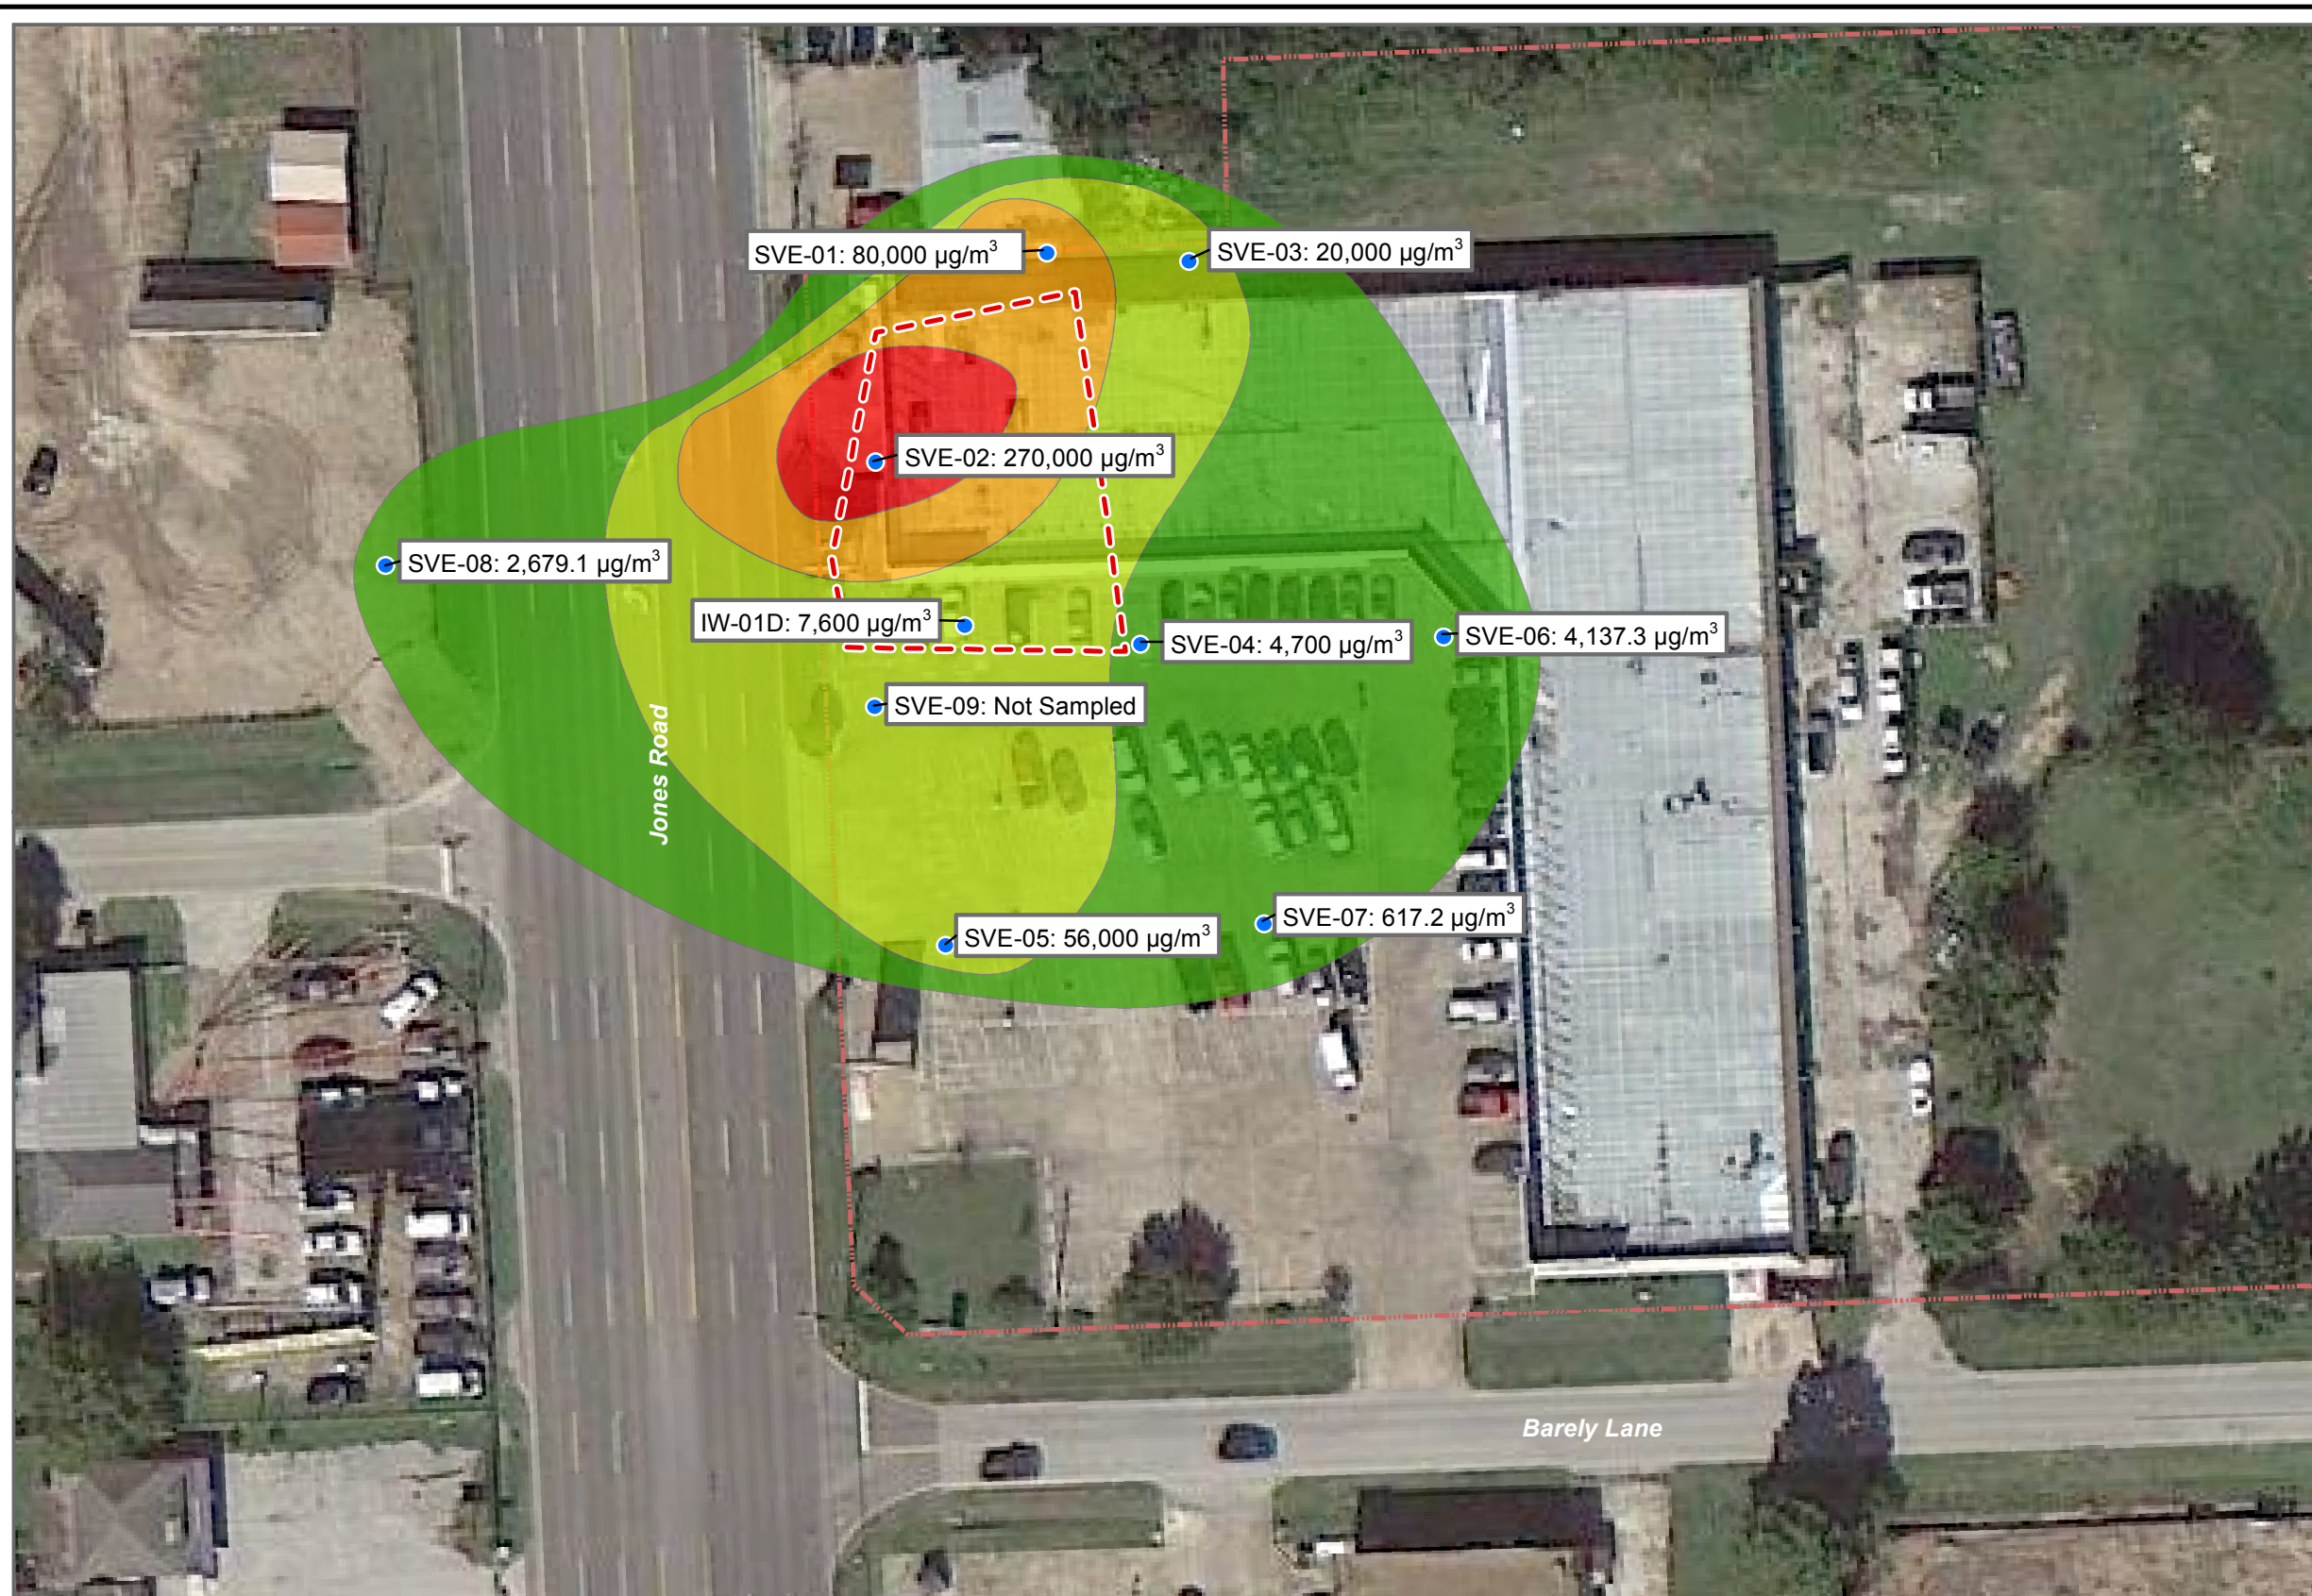 SVE-01: 80,000 µg/m³
SVE-03: 20,000 µg/m³
SVE-02: 270,000 µg/m³
SVE-08: 2,679.1 µg/m³
IW-01D: 7,600 µg/m³
SVE-04: 4,700 µg/m³
SVE-06: 4,137.3 µg/m³
SVE-09: Not Sampled
Jones Road
SVE-05: 56,000 µg/m³
SVE-07: 617.2 µg/m³
Barely Lane